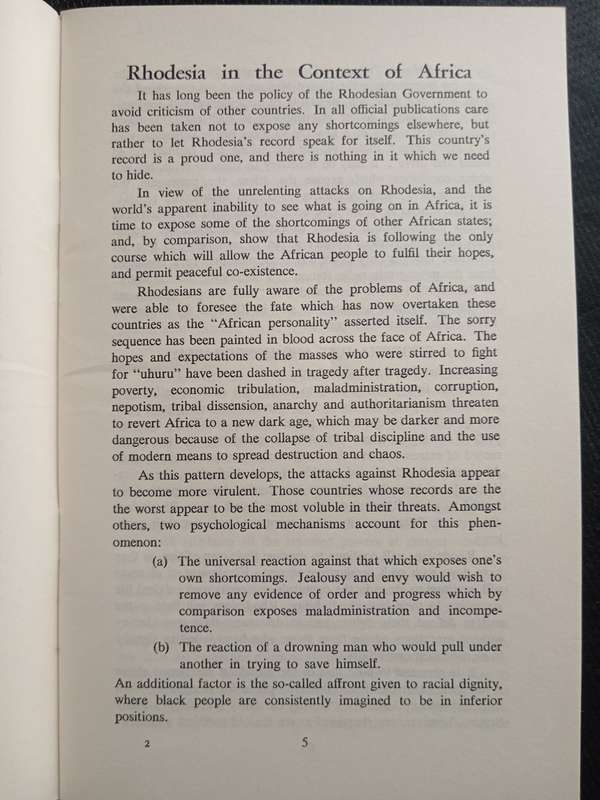 Rhodesia in the Context of Africa
It has long been the policy of the Rhodesian Government to
avoid criticism of other countries. In all official publications care
has been taken not to expose any shortcomings elsewhere, but
rather to let Rhodesia's record speak for itself. This country's
record is a proud one, and there is nothing in it which we need
to hide.
In view of the unrelenting attacks on Rhodesia, and the
world's apparent inability to see what is going on in Africa, it is
time to expose some of the shortcomings of other African states;
and, by comparison, show that Rhodesia is following the only
course which will allow the African people to fulfil their hopes,
and permit peaceful co-existence.
Rhodesians are fully aware of the problems of Africa, and
were able to foresee the fate which has now overtaken these
countries as the "African personality" asserted itself. The sorry
sequence has been painted in blood across the face of Africa. The
hopes and expectations of the masses who were stirred to fight
for "uhuru" have been dashed in tragedy after tragedy. Increasing
poverty, economic tribulation, maladministration, corruption,
nepotism, tribal dissension, anarchy and authoritarianism threaten
to revert Africa to a new dark age, which may be darker and more
dangerous because of the collapse of tribal discipline and the use
of modern means to spread destruction and chaos.
As this pattern develops, the attacks against Rhodesia appear
to become more virulent. Those countries whose records are the
the worst appear to be the most voluble in their threats. Amongst
others, two psychological mechanisms account for this phen-
omenon:
(a) The universal reaction against that which exposes one's
own shortcomings. Jealousy and envy would wish to
remove any evidence of order and progress which by
comparison exposes maladministration and incompe-
tence.
(b) The reaction of a drowning man who would pull under
another in trying to save himself.
An additional factor is the so-called affront given to racial dignity,
where black people are consistently imagined to be in inferior
positions.
2 5